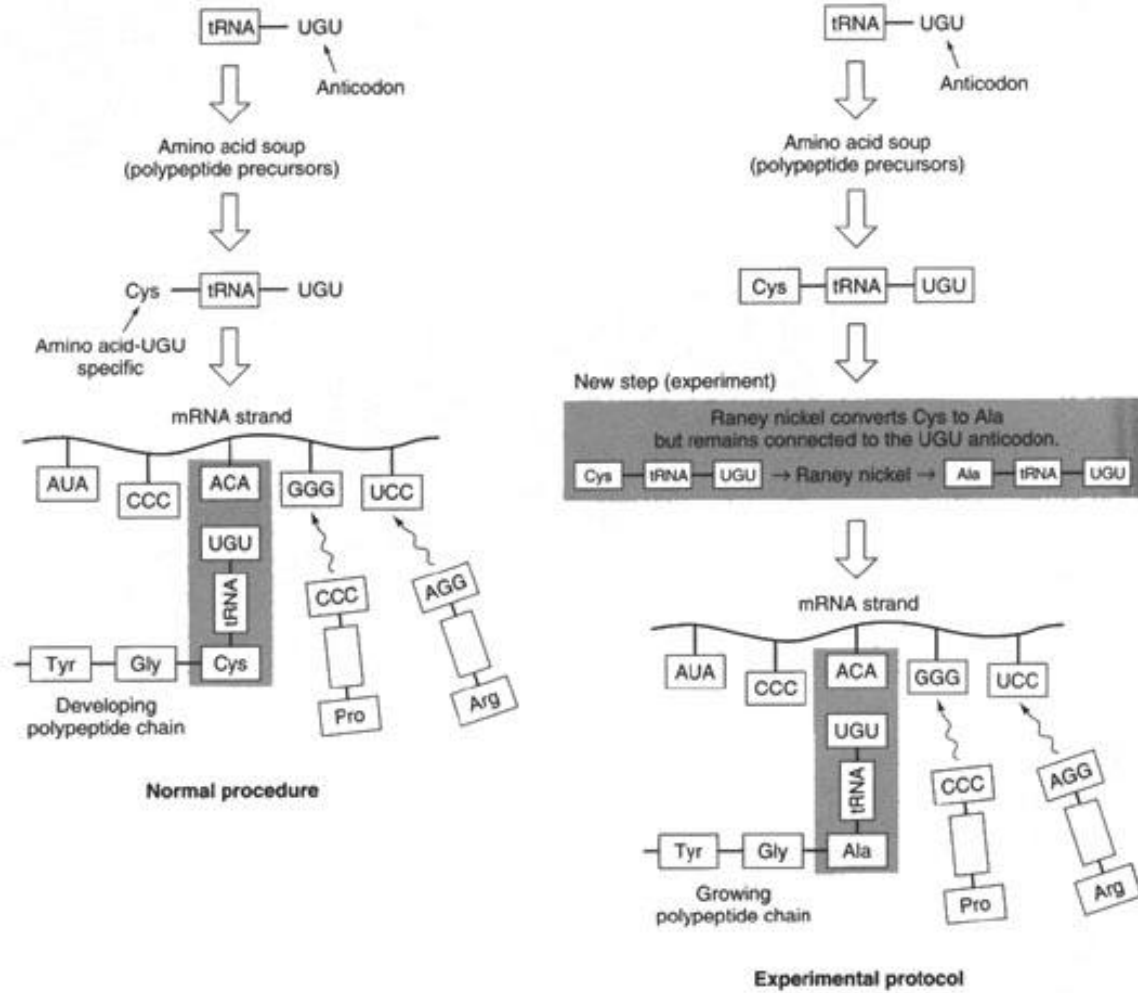 tRNA UGU
Anticodon
Amino acid soup
(polypeptide precursors)
Cys tRNA UGU
Amino acid-UGU
specific
mRNA strand
AUA
CCC
ACA
GGG
UCC
UGU
tRNA
CCC
AGG
Tyr
Gly
Cys
Pro
Arg
Developing
polypeptide chain
Normal procedure
tRNA UGU
Anticodon
Amino acid soup
(polypeptide precursors)
Cys tRNA UGU
New step (experiment)
Raney nickel converts Cys to Ala
but remains connected to the UGU anticodon.
Cys tRNA UGU → Raney nickel → Ala tRNA UGU
mRNA strand
AUA
CCC
ACA
GGG
UCC
UGU
tRNA
CCC
AGG
Tyr
Gly
Ala
Pro
Arg
Growing
polypeptide chain
Experimental protocol